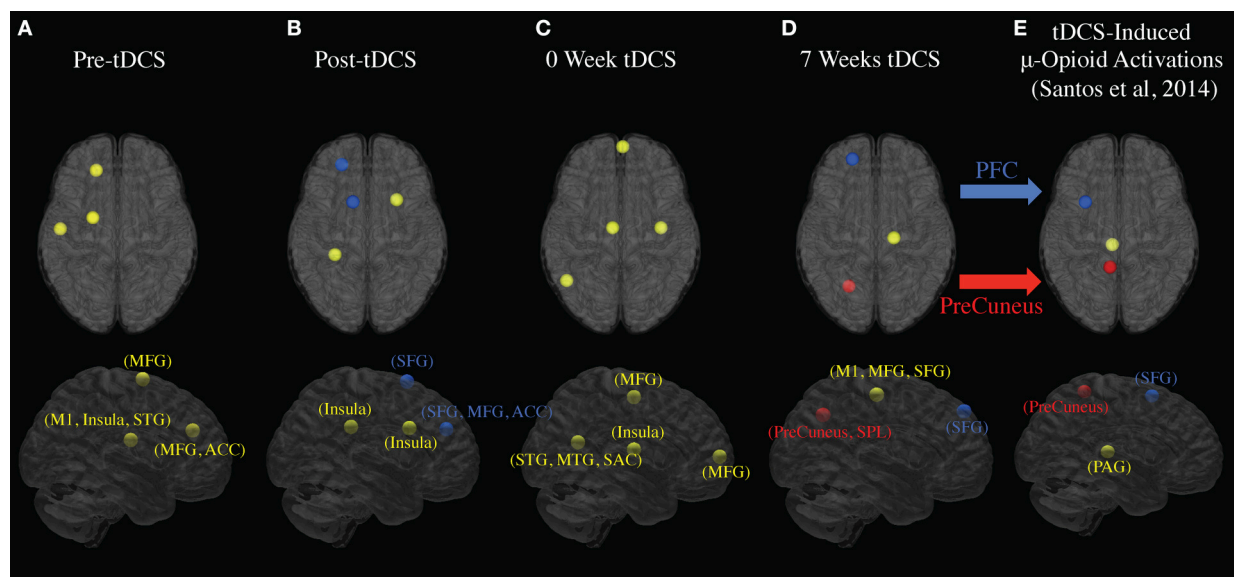 A
Pre-tDCS
B
Post-tDCS
C
0 Week tDCS
D
7 Weeks tDCS
E
tDCS-Induced
μ-Opioid Activations
(Santos et al, 2014)
PFC
PreCuneus
(MFG)
(M1, Insula, STG)
(MFG, ACC)
(SFG)
(Insula)
(SFG, MFG, ACC)
(Insula)
(MFG)
(Insula)
(STG, MTG, SAC)
(MFG)
(M1, MFG, SFG)
(PreCuneus, SPL)
(SFG)
(SFG)
(PreCuneus)
(PAG)